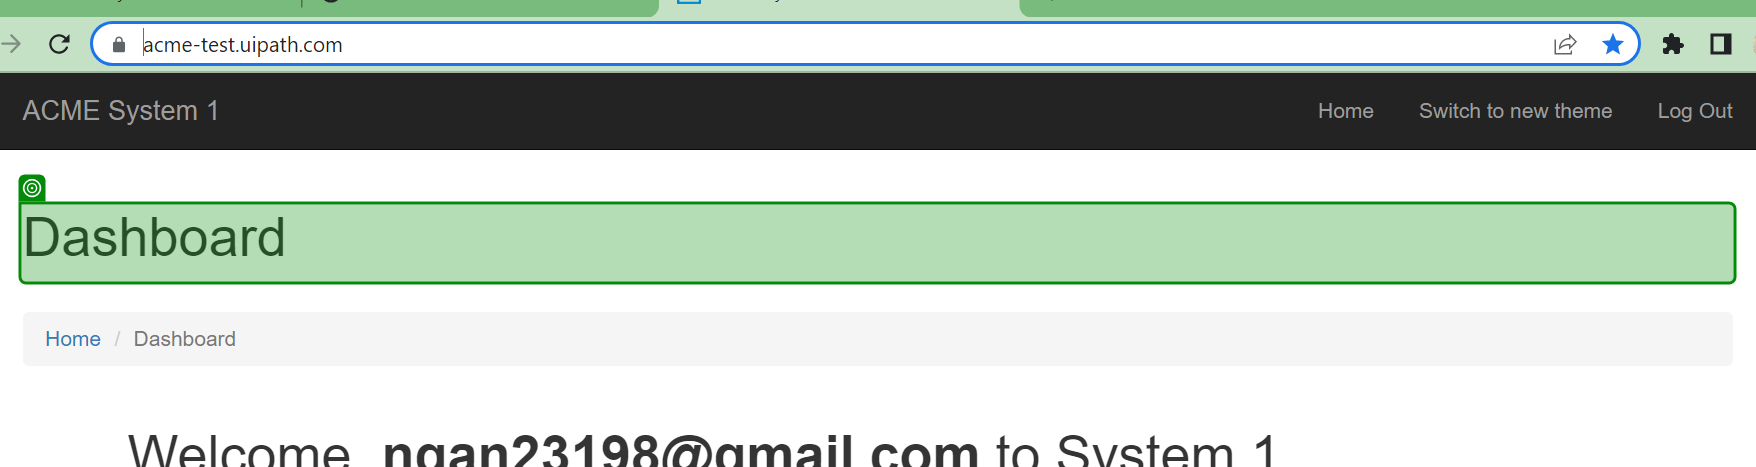 acme-test.uipath.com
ACME System 1 Home Switch to new theme Log Out
Dashboard
Home / Dashboard
Welcome, ngan23198@gmail.com to System 1